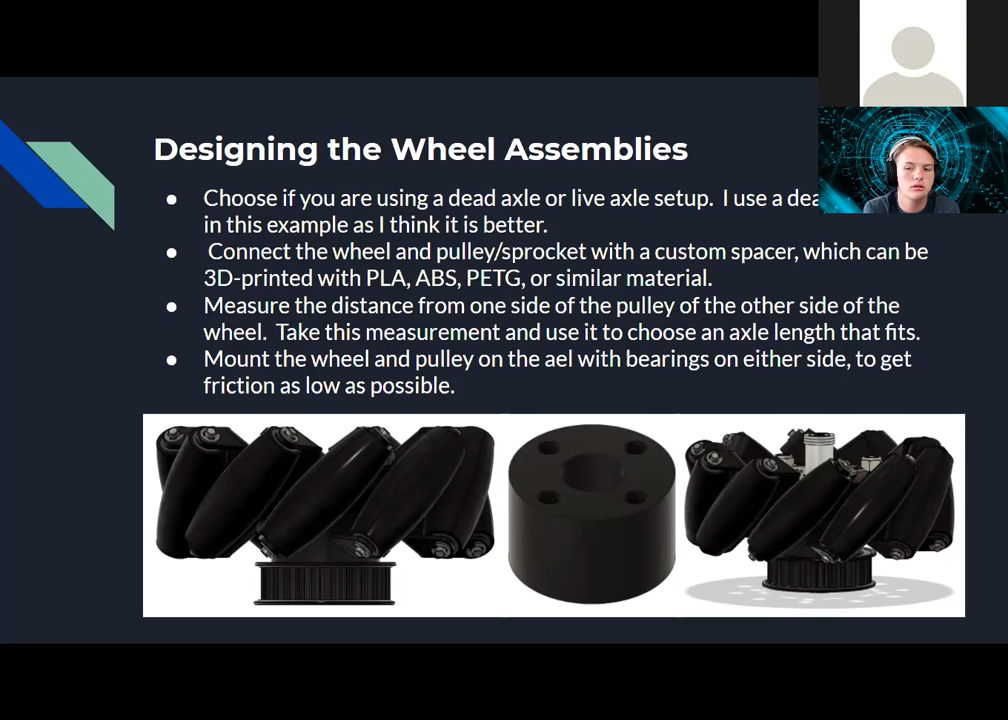 Designing the Wheel Assemblies
● Choose if you are using a dead axle or live axle setup. I use a
in this example as I think it is better.
● Connect the wheel and pulley/sprocket with a custom spacer, which can be
3D-printed with PLA, ABS, PETG, or similar material.
● Measure the distance from one side of the pulley of the other side of the
wheel. Take this measurement and use it to choose an axle length that fits.
● Mount the wheel and pulley on the ael with bearings on either side, to get
friction as low as possible.